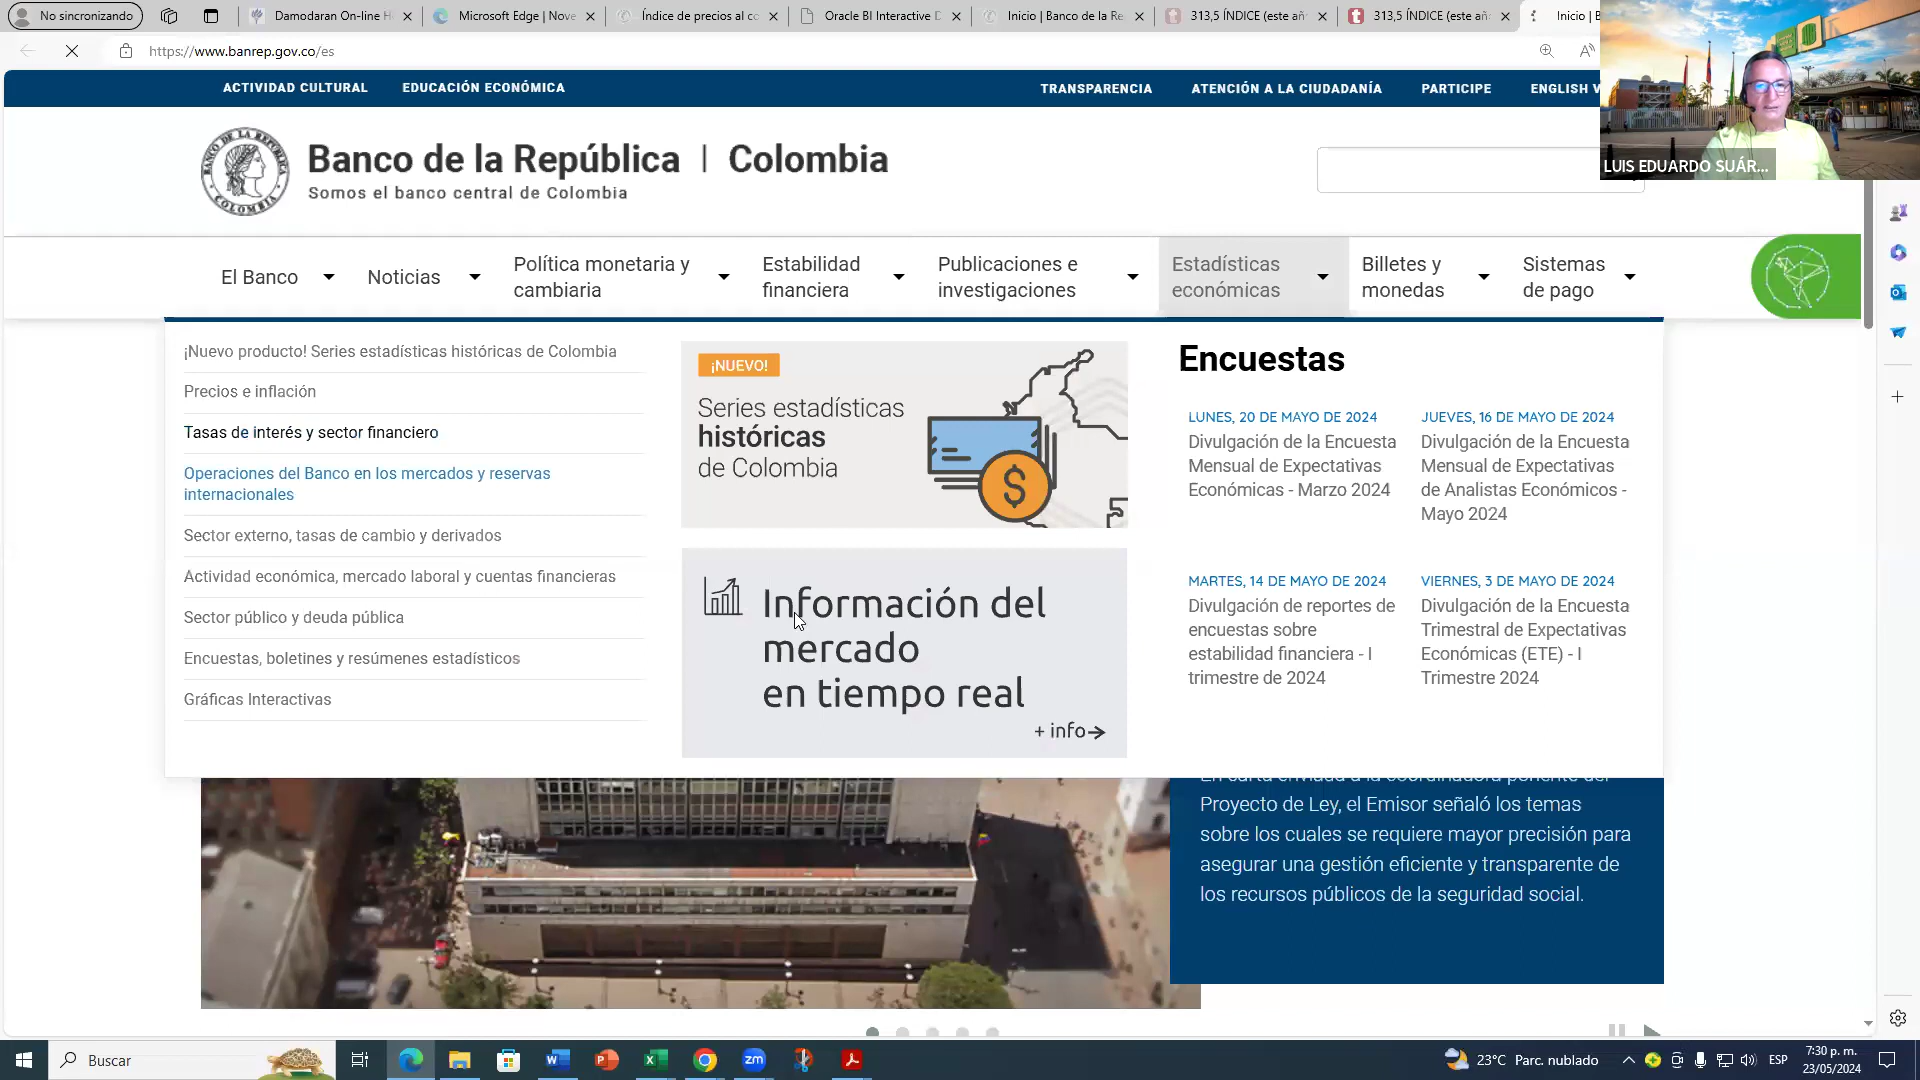 No sincronizando
Damodaran On-line H
Microsoft Edge | Nove
Índice de precios al co
Oracle BI Interactive D
Inicio | Banco de la Re
313,5 ÍNDICE (este añ
313,5 ÍNDICE (este añ
Inicio | B
https://www.banrep.gov.co/es
ACTIVIDAD CULTURAL
EDUCACIÓN ECONÓMICA
TRANSPARENCIA
ATENCIÓN A LA CIUDADANÍA
PARTICIPE
ENGLISH V
LUIS EDUARDO SUÁR...
Banco de la República | Colombia
Somos el banco central de Colombia
El Banco
Noticias
Política monetaria y
cambiaria
Estabilidad
financiera
Publicaciones e
investigaciones
Estadísticas
económicas
Billetes y
monedas
Sistemas
de pago
¡Nuevo producto! Series estadísticas históricas de Colombia
Precios e inflación
Tasas de interés y sector financiero
Operaciones del Banco en los mercados y reservas
internacionales
Sector externo, tasas de cambio y derivados
Actividad económica, mercado laboral y cuentas financieras
Sector público y deuda pública
Encuestas, boletines y resúmenes estadísticos
Gráficas Interactivas
¡NUEVO!
Series estadísticas
históricas
de Colombia
Información del
mercado
en tiempo real
+ info
Encuestas
LUNES, 20 DE MAYO DE 2024
Divulgación de la Encuesta
Mensual de Expectativas
Económicas - Marzo 2024
JUEVES, 16 DE MAYO DE 2024
Divulgación de la Encuesta
Mensual de Expectativas
de Analistas Económicos -
Mayo 2024
MARTES, 14 DE MAYO DE 2024
Divulgación de reportes de
encuestas sobre
estabilidad financiera - I
trimestre de 2024
VIERNES, 3 DE MAYO DE 2024
Divulgación de la Encuesta
Trimestral de Expectativas
Económicas (ETE) - I
Trimestre 2024
En carta enviada a la coordinadora ponente del
Proyecto de Ley, el Emisor señaló los temas
sobre los cuales se requiere mayor precisión para
asegurar una gestión eficiente y transparente de
los recursos públicos de la seguridad social.
Buscar
23°C Parc. nublado
ESP
7:30 p. m.
23/05/2024